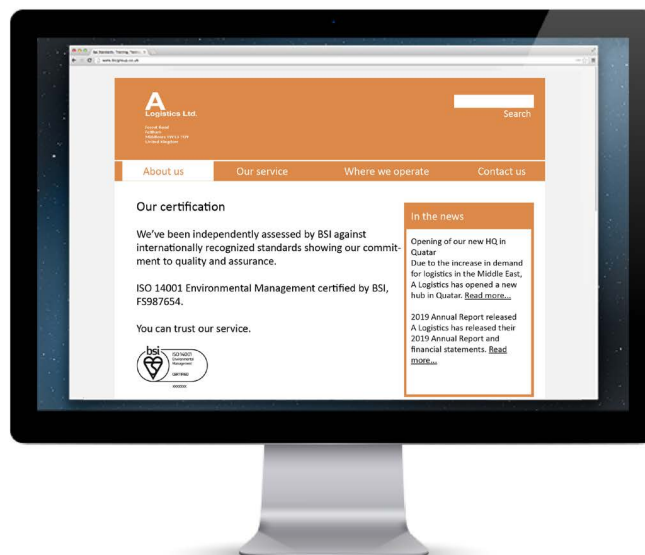 A
Logistics Ltd.
Search
About us
Our service
Where we operate
Contact us
Our certification
We've been independently assessed by BSI against
internationally recognized standards showing our commit-
ment to quality and assurance.
ISO 14001 Environmental Management certified by BSI,
FS987654.
You can trust our service.
bsi
ISO 14001
Environmental
Management
CERTIFIED
In the news
Opening of our new HQ in
Quatar
Due to the increase in demand
for logistics in the Middle East,
A Logistics has opened a new
hub in Quatar. Read more...
2019 Annual Report released
A Logistics has released their
2019 Annual Report and
financial statements. Read
more...